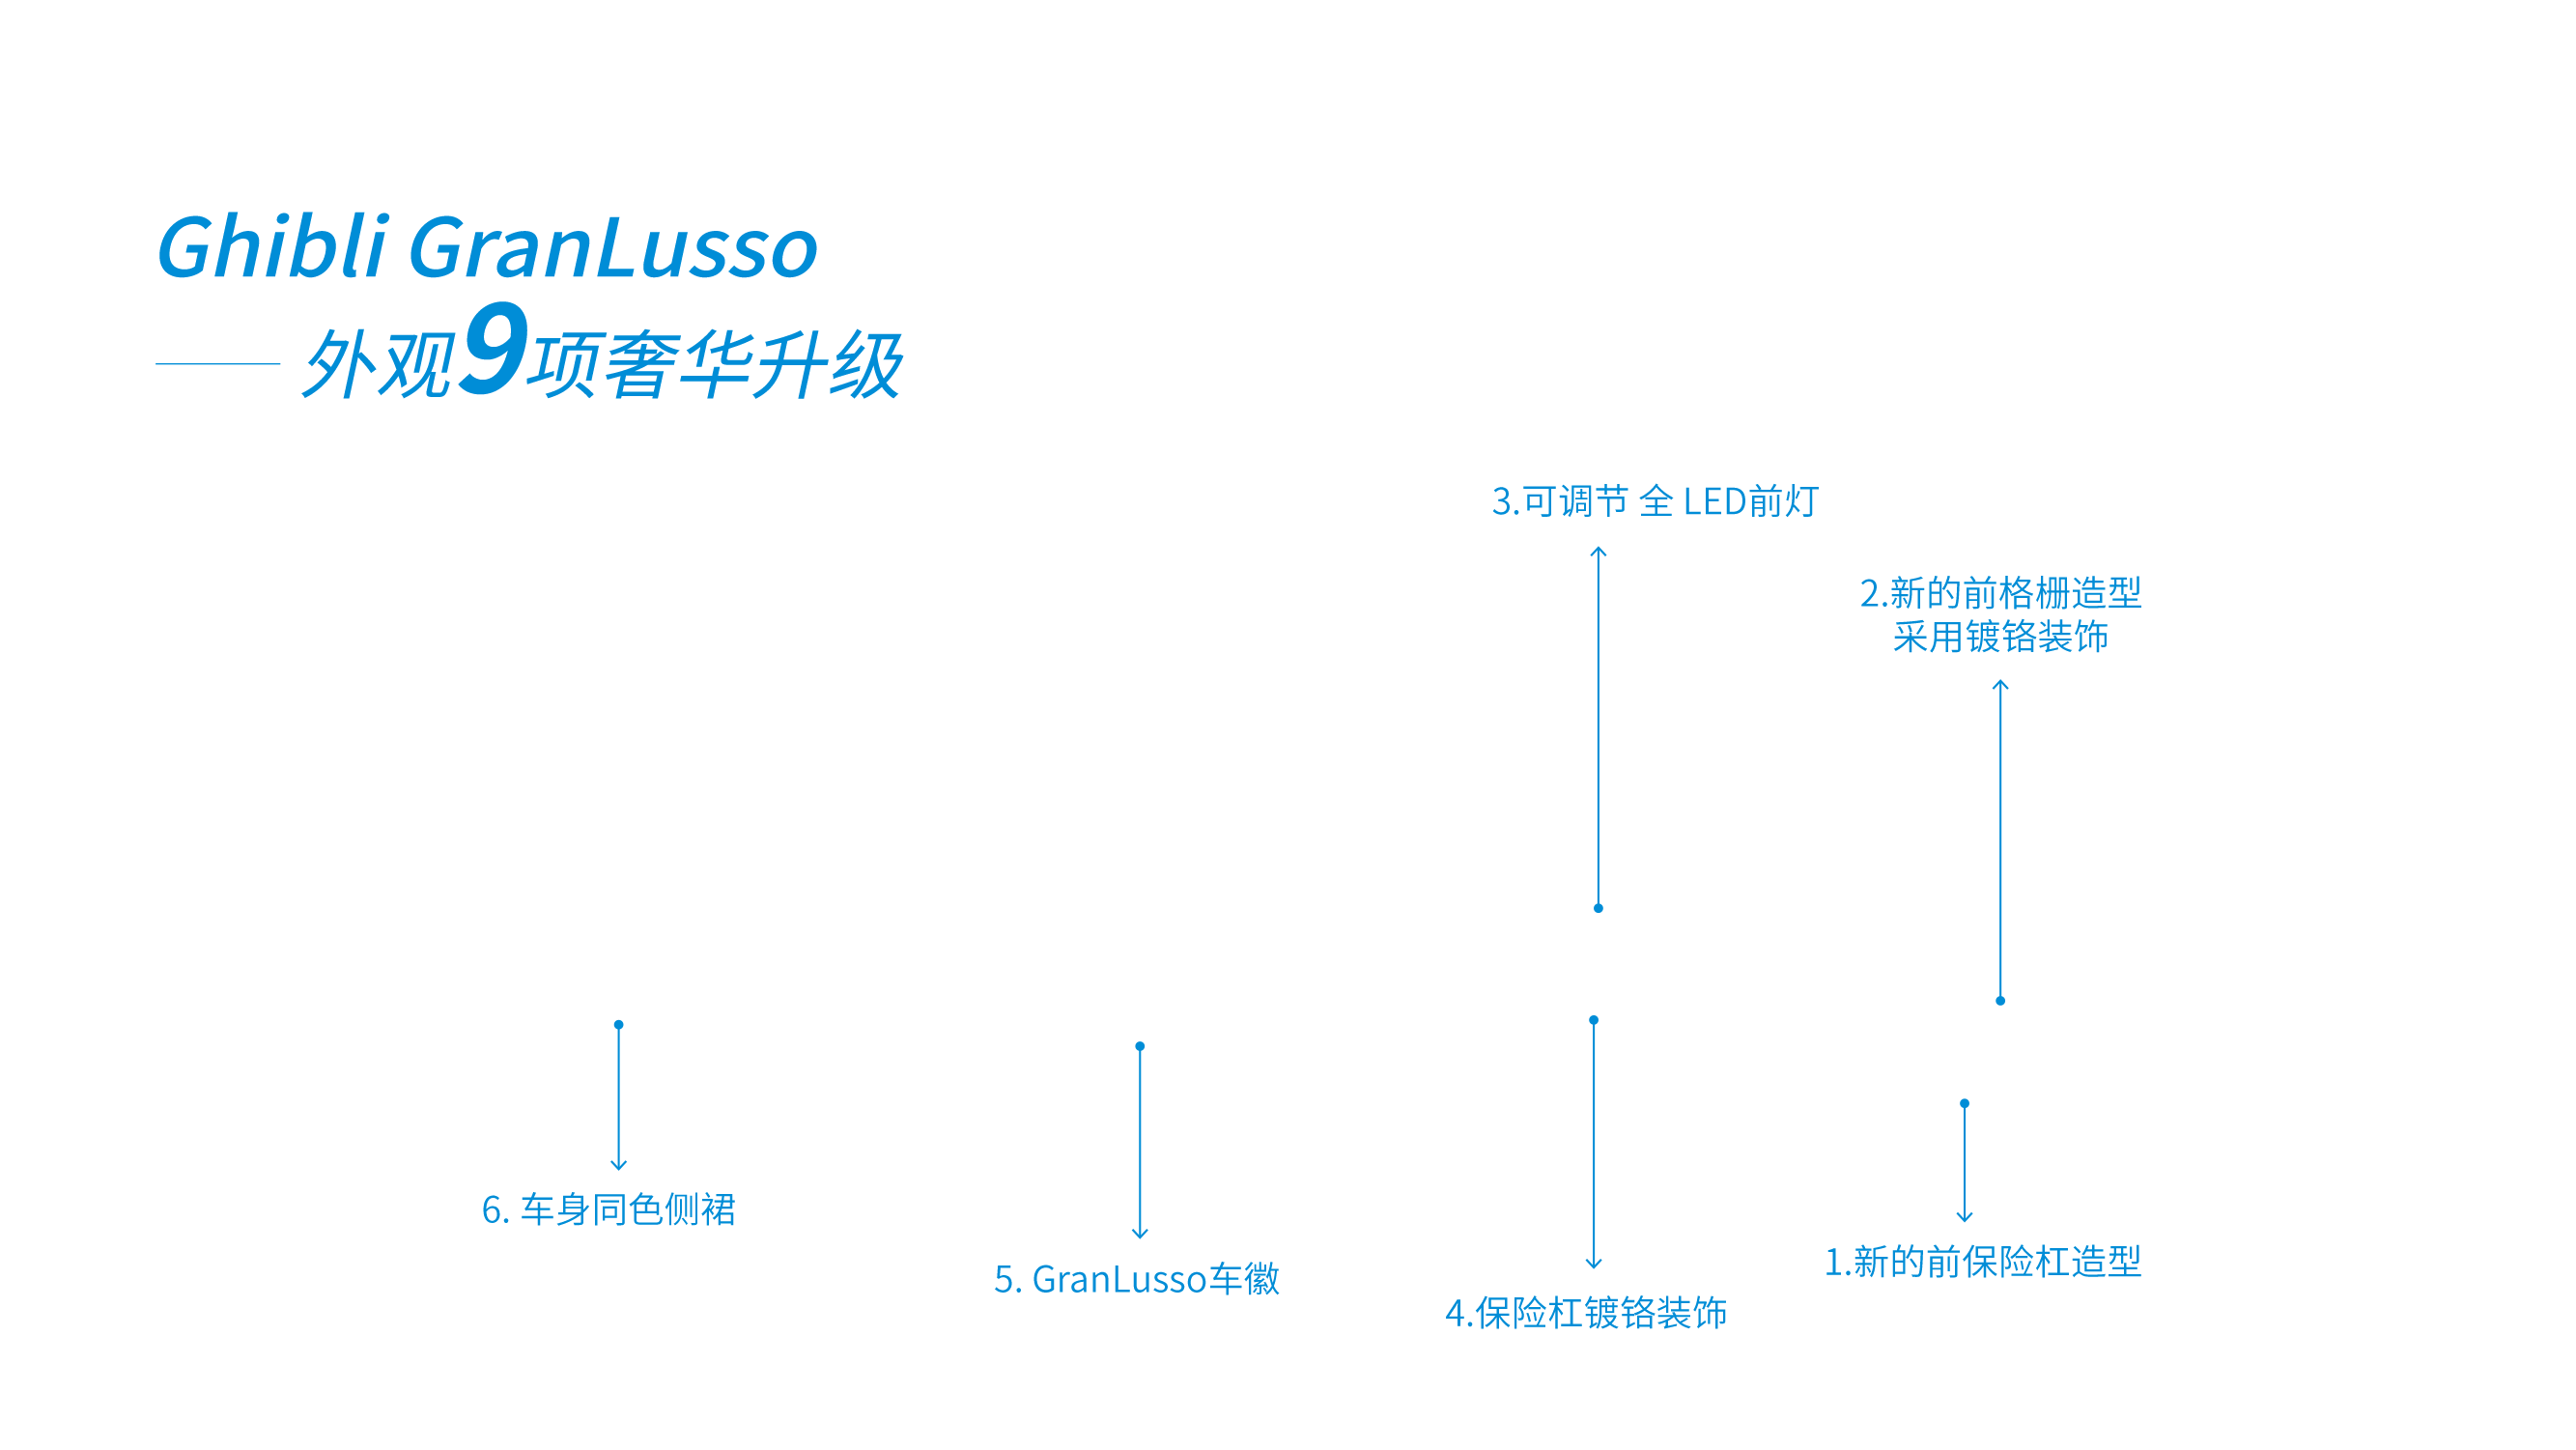 Ghibli GranLusso
外观9项奢华升级
3.可调节 全 LED前灯
2.新的前格栅造型
采用镀铬装饰
6. 车身同色侧裙
5. GranLusso车徽
4.保险杠镀铬装饰
1.新的前保险杠造型